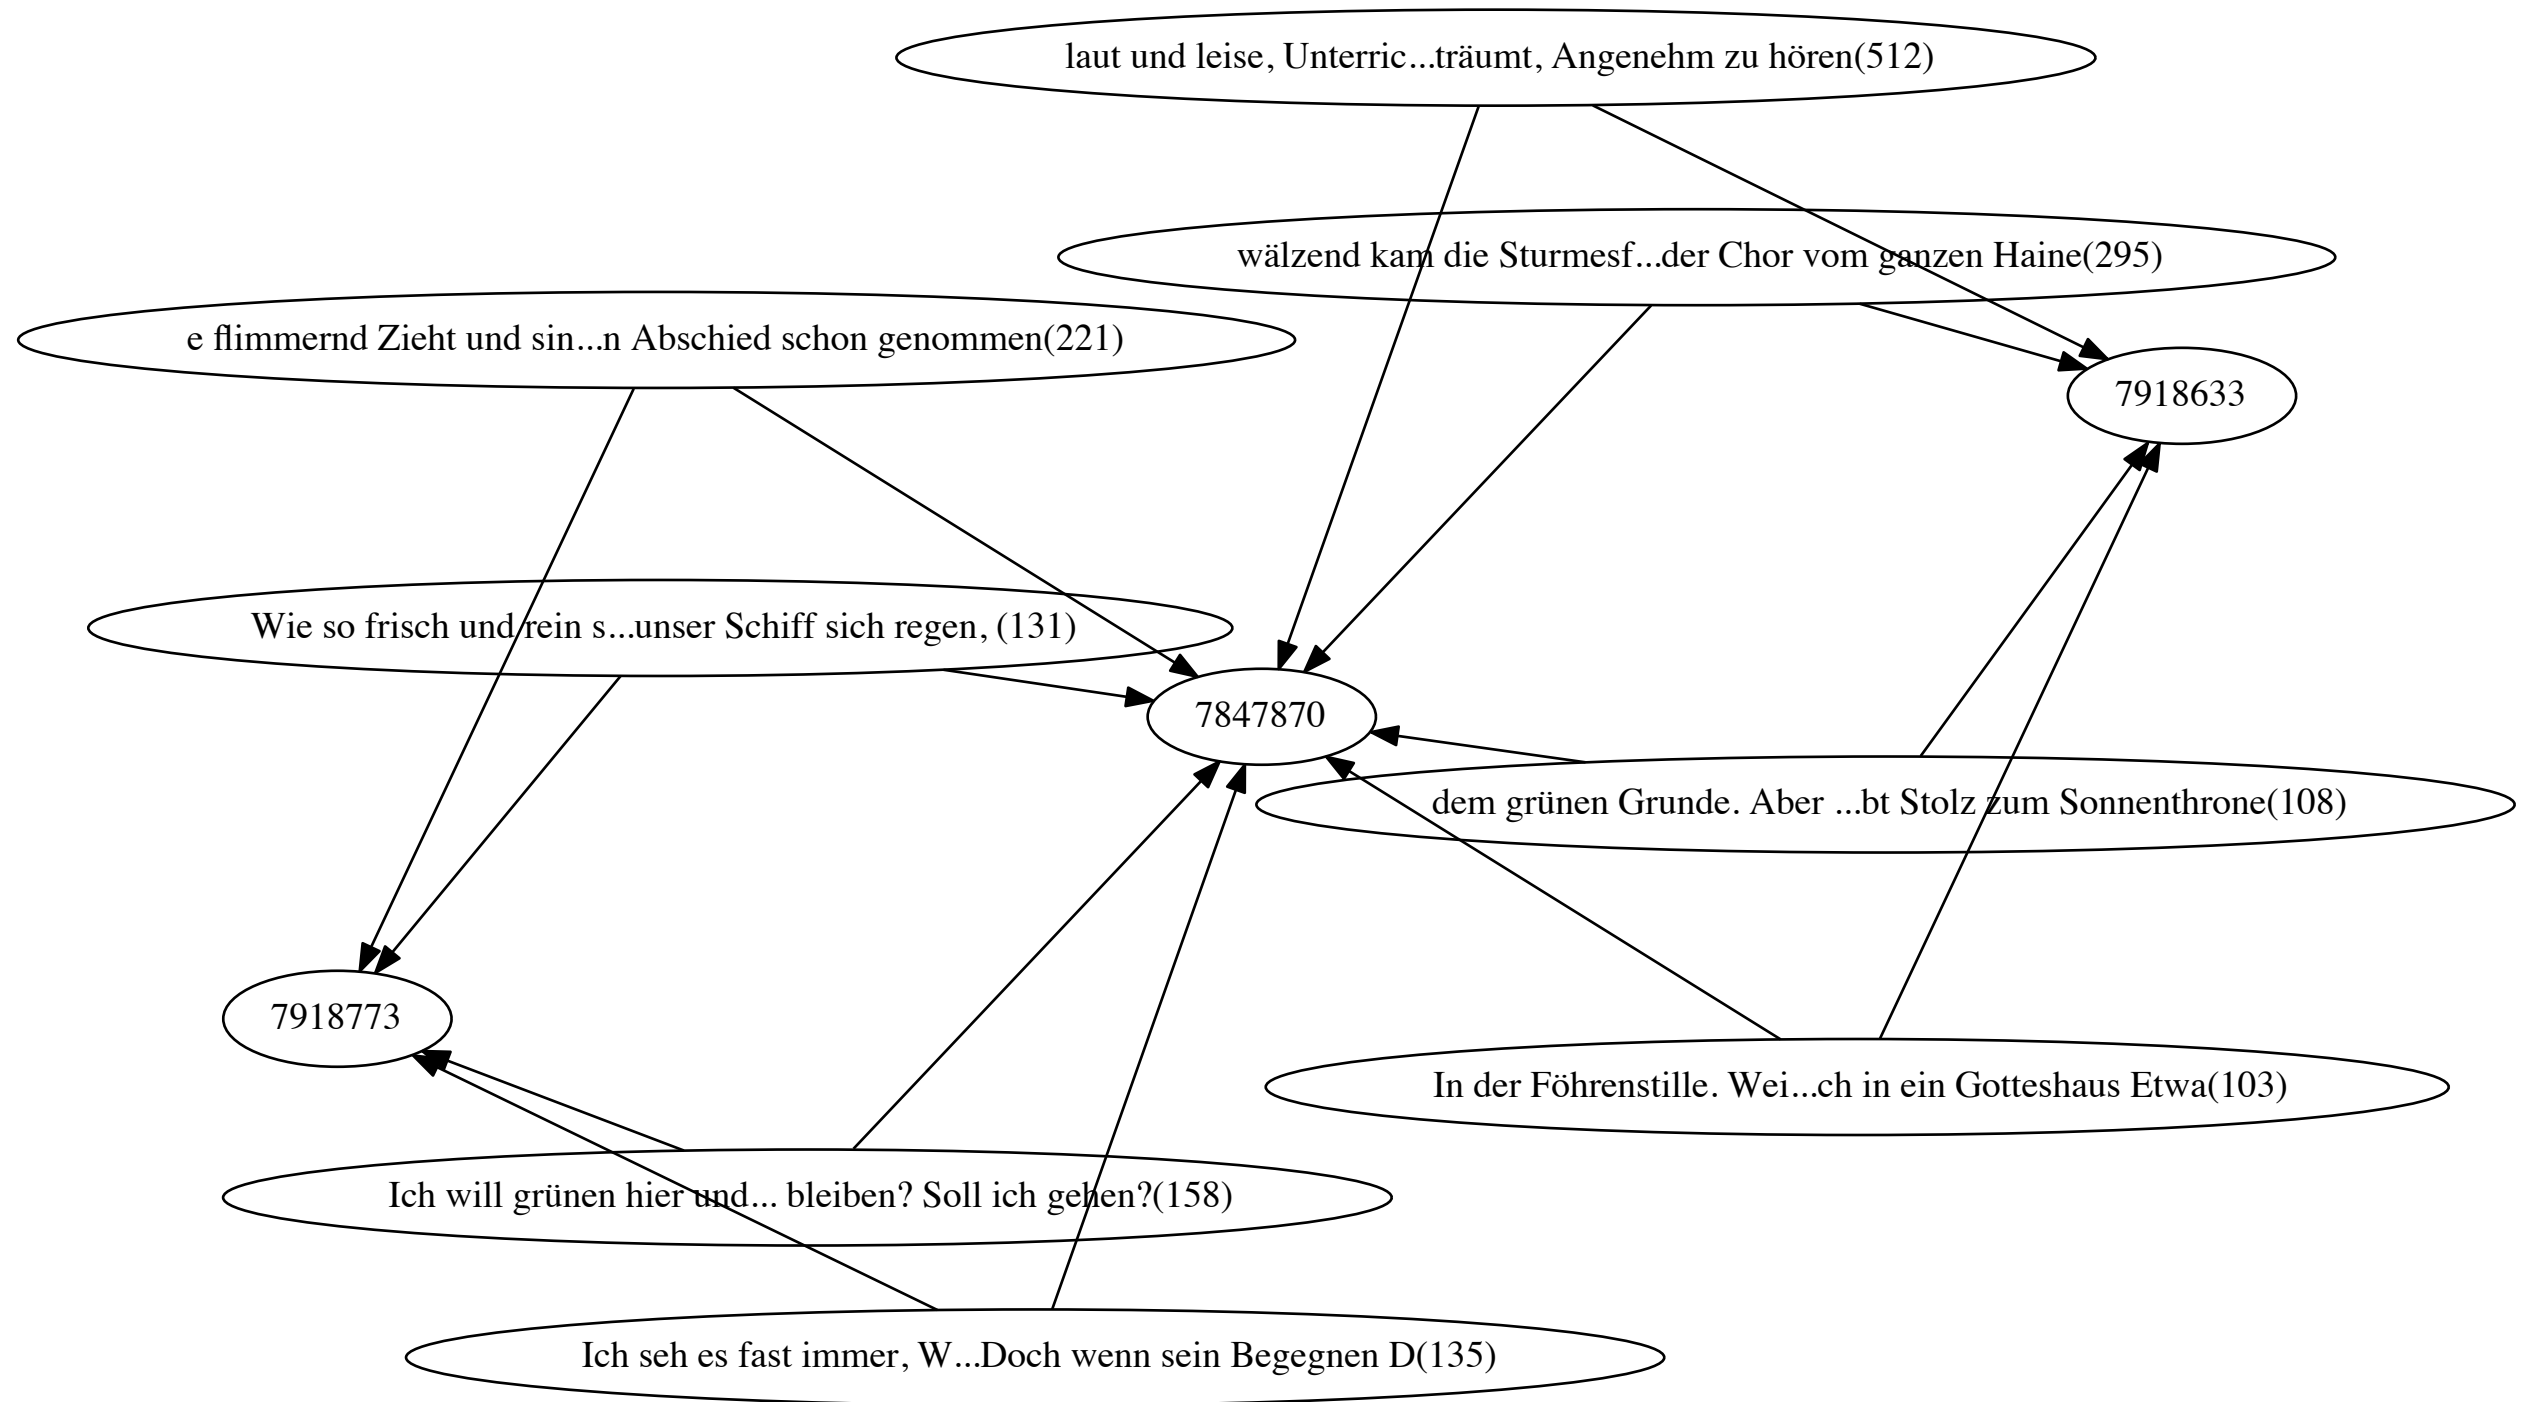 laut und leise, Unterric...träumt, Angenehm zu hören(512)
wälzend kam die Sturmesf...der Chor vom ganzen Haine(295)
e flimmernd Zieht und sin...n Abschied schon genommen(221)
7918633
Wie so frisch und rein s...unser Schiff sich regen, (131)
7847870
dem grünen Grunde. Aber ...bt Stolz zum Sonnenthrone(108)
7918773
In der Föhrenstille. Wei...ch in ein Gotteshaus Etwa(103)
Ich will grünen hier und... bleiben? Soll ich gehen?(158)
Ich seh es fast immer, W...Doch wenn sein Begegnen D(135)